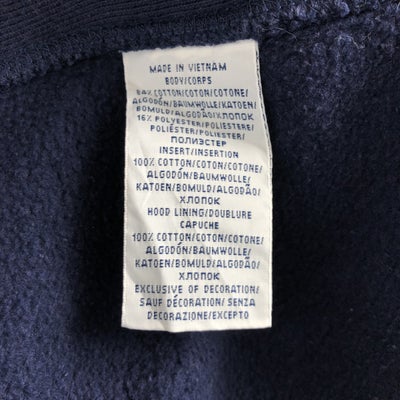 MADE IN VIETNAM
BODY/CORPS
84% COTTON/COTON/COTONE/
ALGODÓN/BAUMWOLLE/KATOEN/
BOMULD/ALGODÃO/ХЛОПОК
16% POLYESTER/POLIESTERE/
POLIÉSTER/POLIESTER/
ПОЛИЭСТЕР
INSERT/INSERTION
100% COTTON/COTON/COTONE/
ALGODÓN/BAUMWOLLE/
KATOEN/BOMULD/ALGODÃO/
ХЛОПОК
HOOD LINING/DOUBLURE
CAPUCHE
100% COTTON/COTON/COTONE/
ALGODÓN/BAUMWOLLE/
KATOEN/BOMULD/ALGODÃO/
ХЛОПОК
EXCLUSIVE OF DECORATION/
SAUF DÉCORATION/ SENZA
DECORAZIONE/EXCEPTO